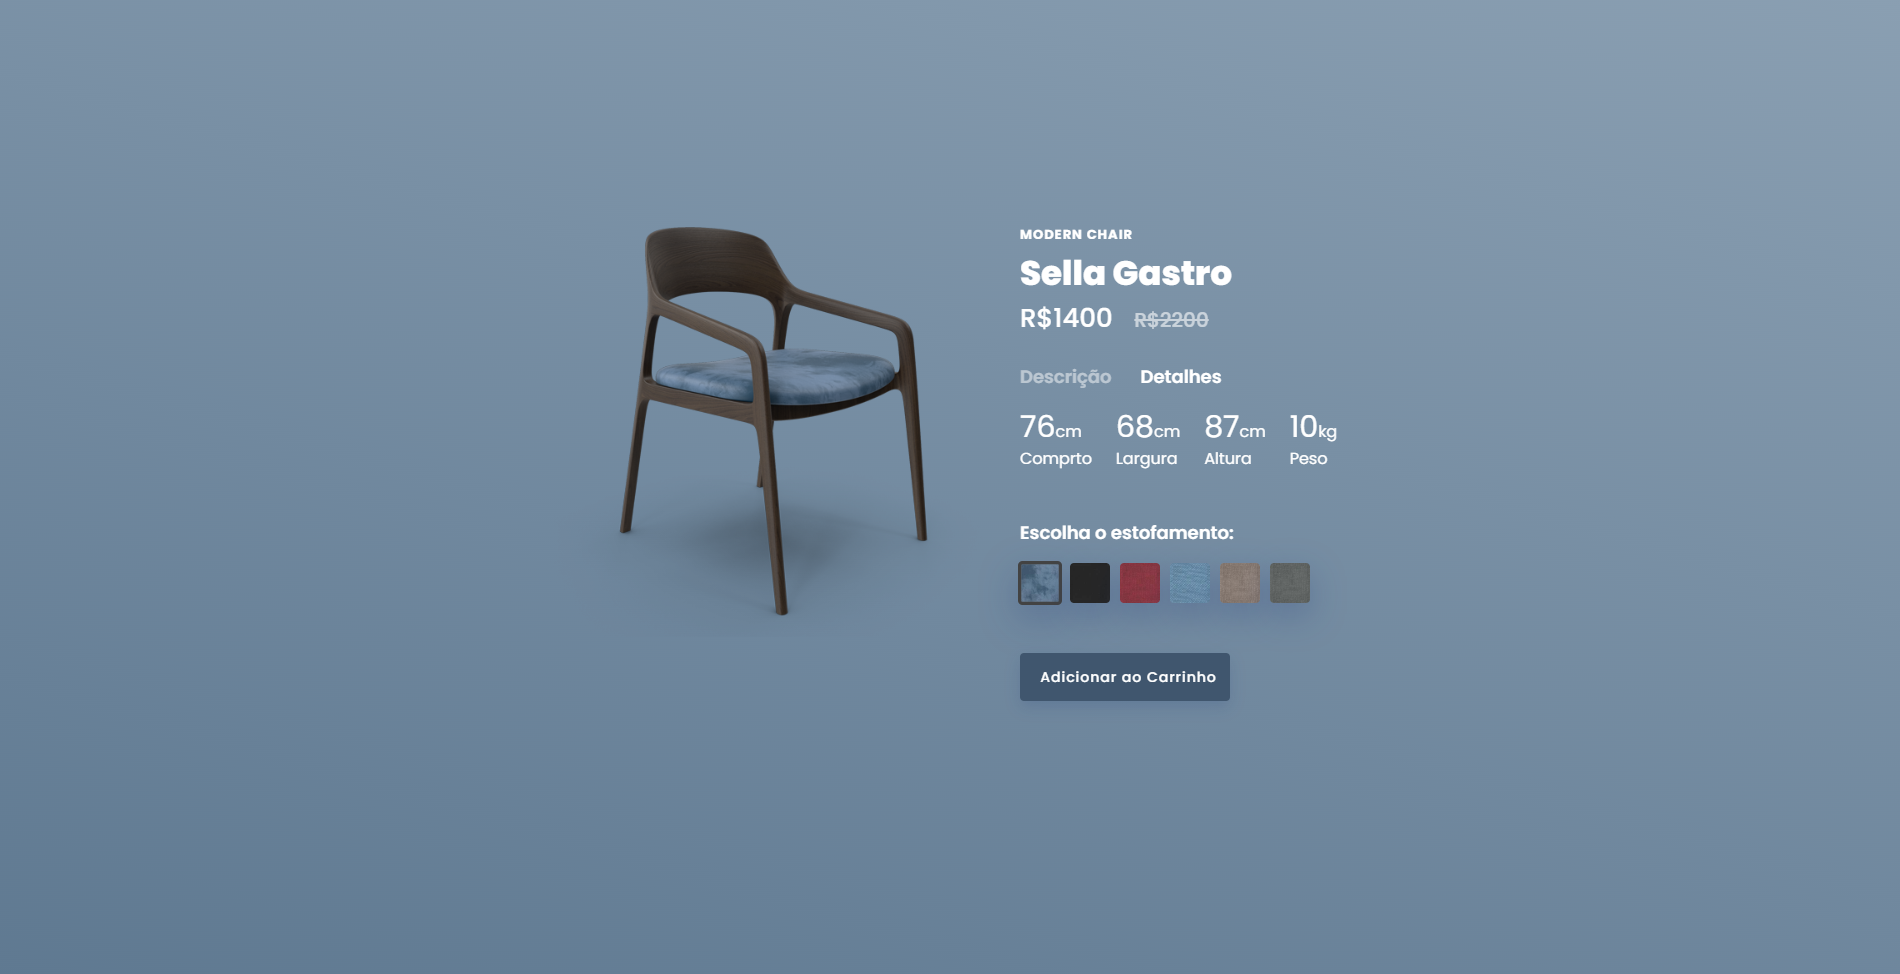 MODERN CHAIR
Sella Gastro
R$1400 R$2200
Descrição Detalhes
76cm 68cm 87cm 10kg
Comprto Largura Altura Peso
Escolha o estofamento:
Adicionar ao Carrinho